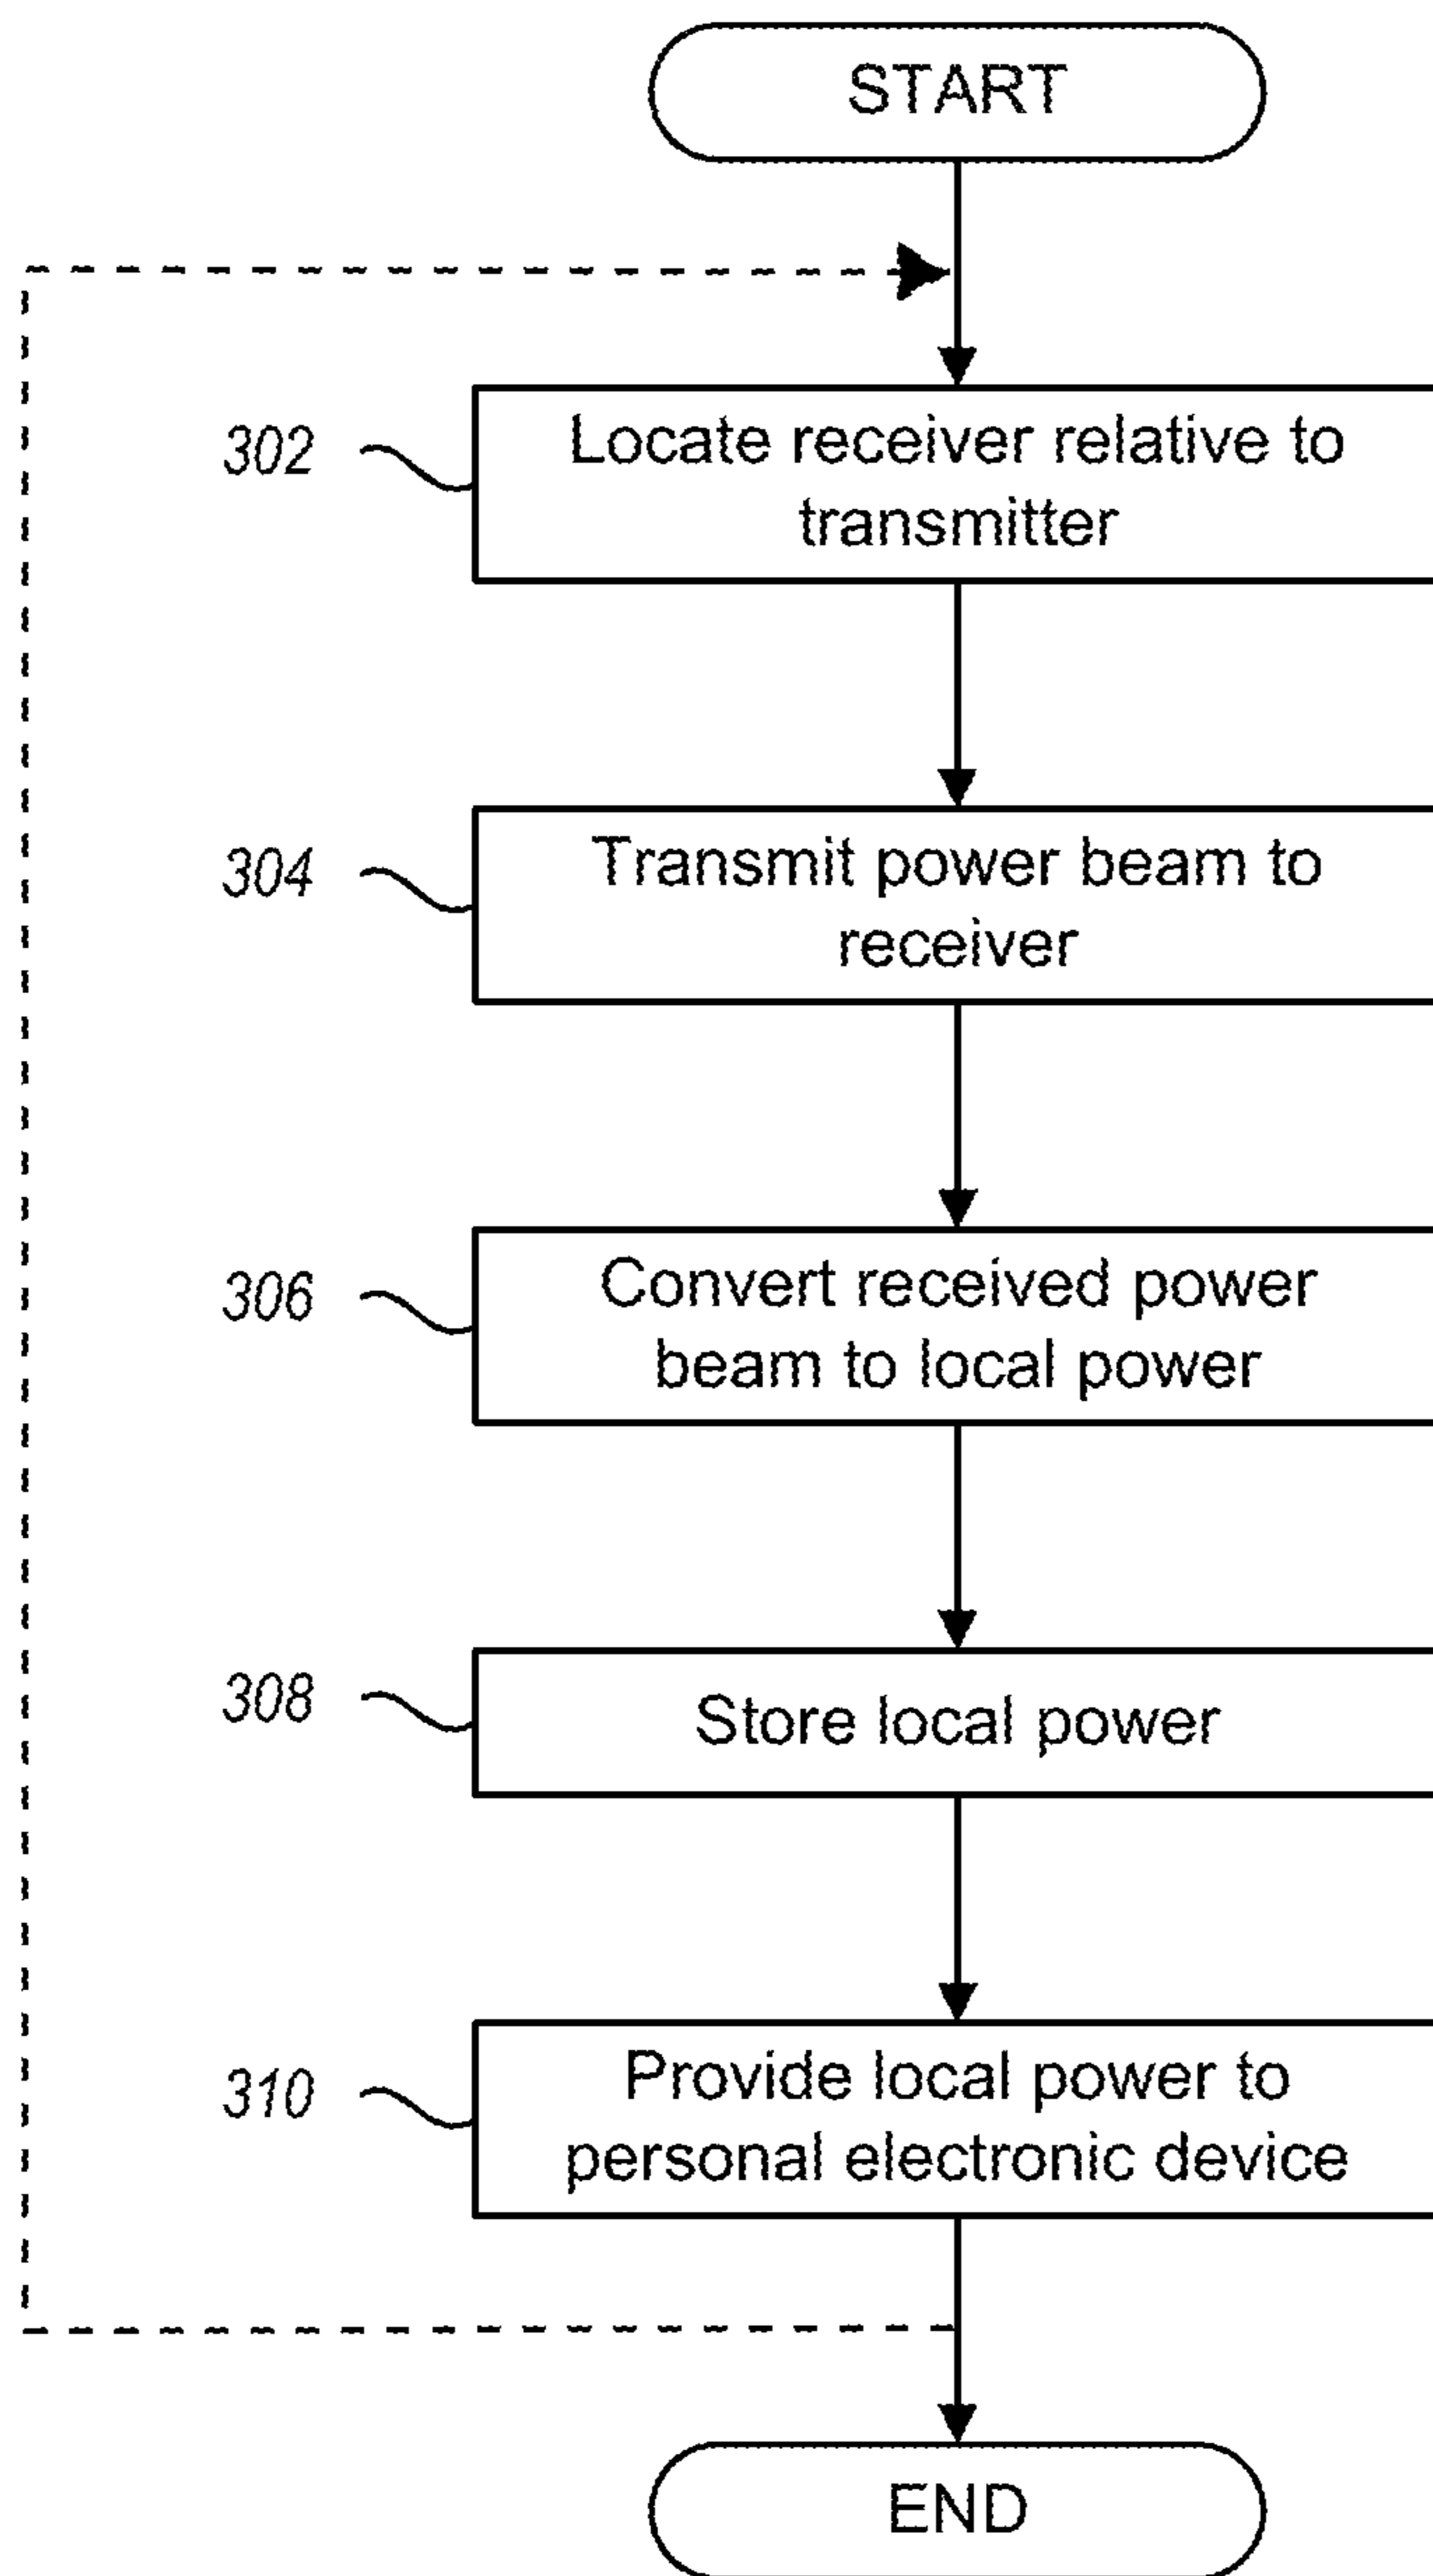 START
302
Locate receiver relative to
transmitter
304
Transmit power beam to
receiver
306
Convert received power
beam to local power
308
Store local power
310
Provide local power to
personal electronic device
END